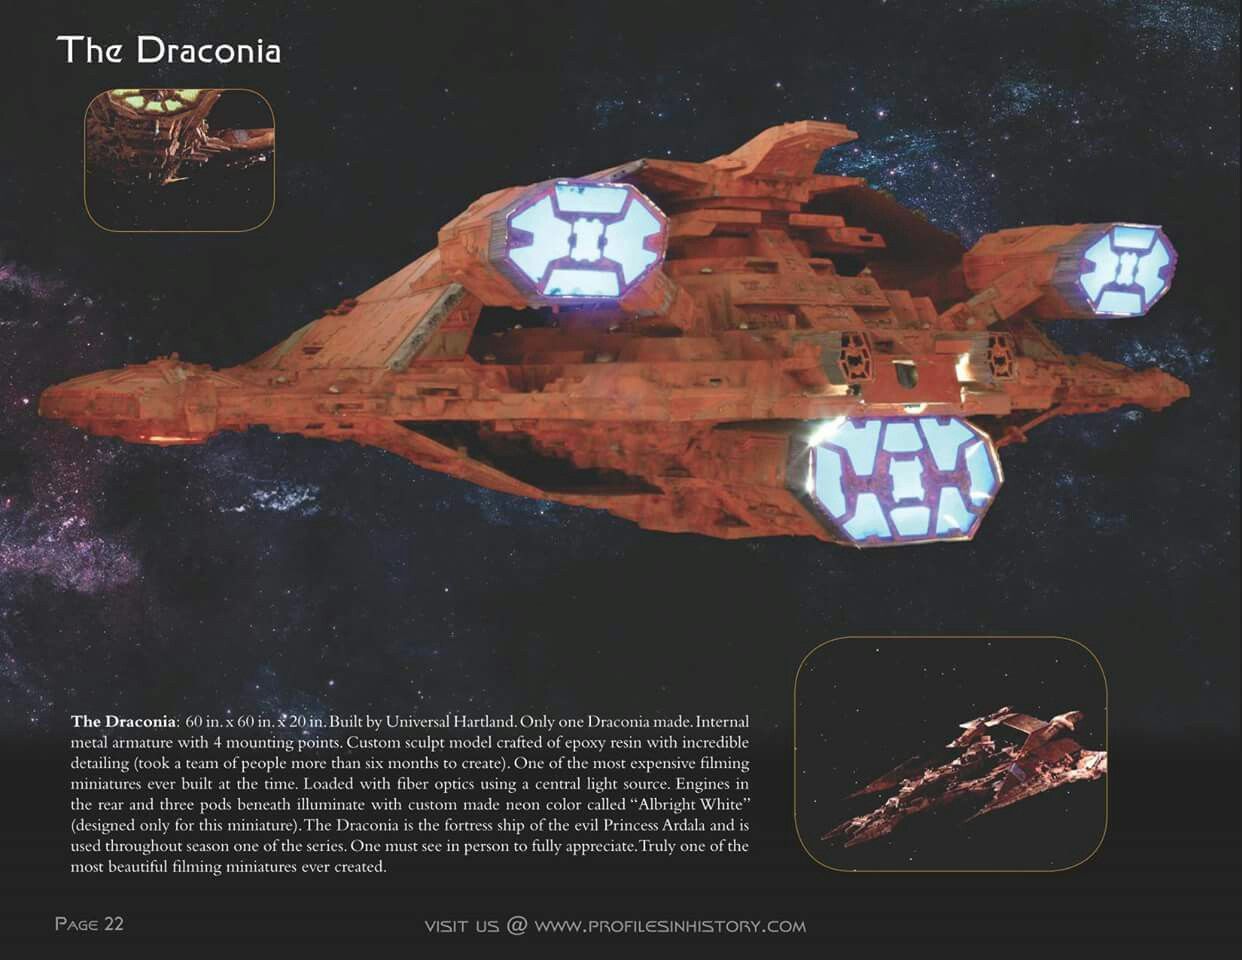 The Draconia
The Draconia: 60 in. x 60 in. x 20 in. Built by Universal Hartland. Only one Draconia made. Internal
metal armature with 4 mounting points. Custom sculpt model crafted of epoxy resin with incredible
detailing (took a team of people more than six months to create). One of the most expensive filming
miniatures ever built at the time. Loaded with fiber optics using a central light source. Engines in
the rear and three pods beneath illuminate with custom made neon color called “Albright White”
(designed only for this miniature). The Draconia is the fortress ship of the evil Princess Ardala and is
used throughout season one of the series. One must see in person to fully appreciate. Truly one of the
most beautiful filming miniatures ever created.
Page 22
visit us @ www.profilesinhistory.com